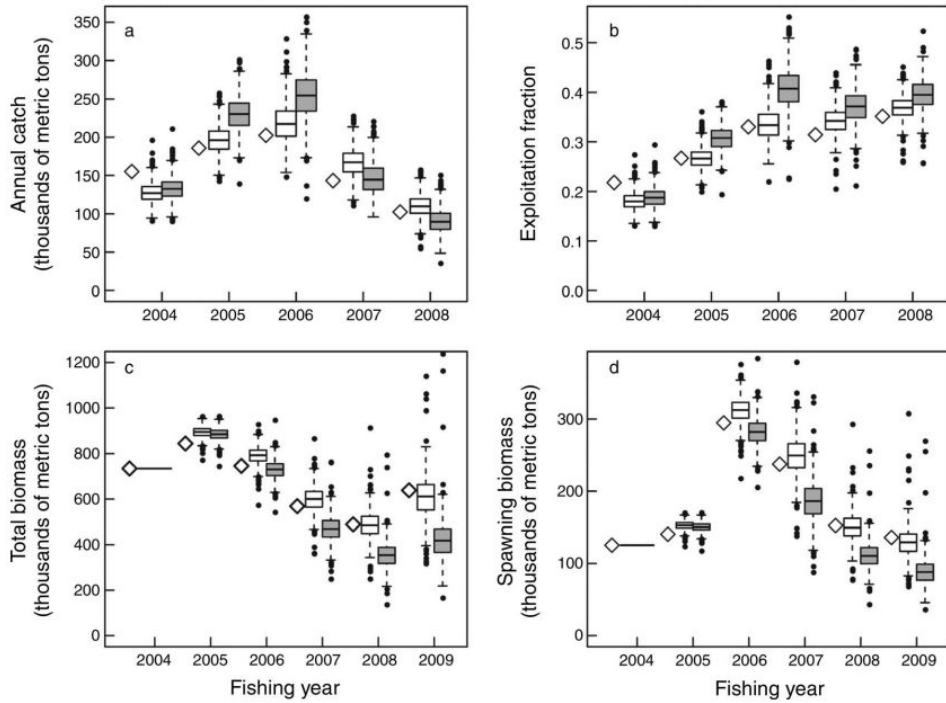 a
Annual catch
(thousands of metric tons)
350
300
250
200
150
100
50
0
2004 2005 2006 2007 2008
b
Exploitation fraction
0.5
0.4
0.3
0.2
0.1
0.0
2004 2005 2006 2007 2008
c
Total biomass
(thousands of metric tons)
1200
1000
800
600
400
200
0
2004 2005 2006 2007 2008 2009
Fishing year
d
Spawning biomass
(thousands of metric tons)
300
200
100
0
2004 2005 2006 2007 2008 2009
Fishing year